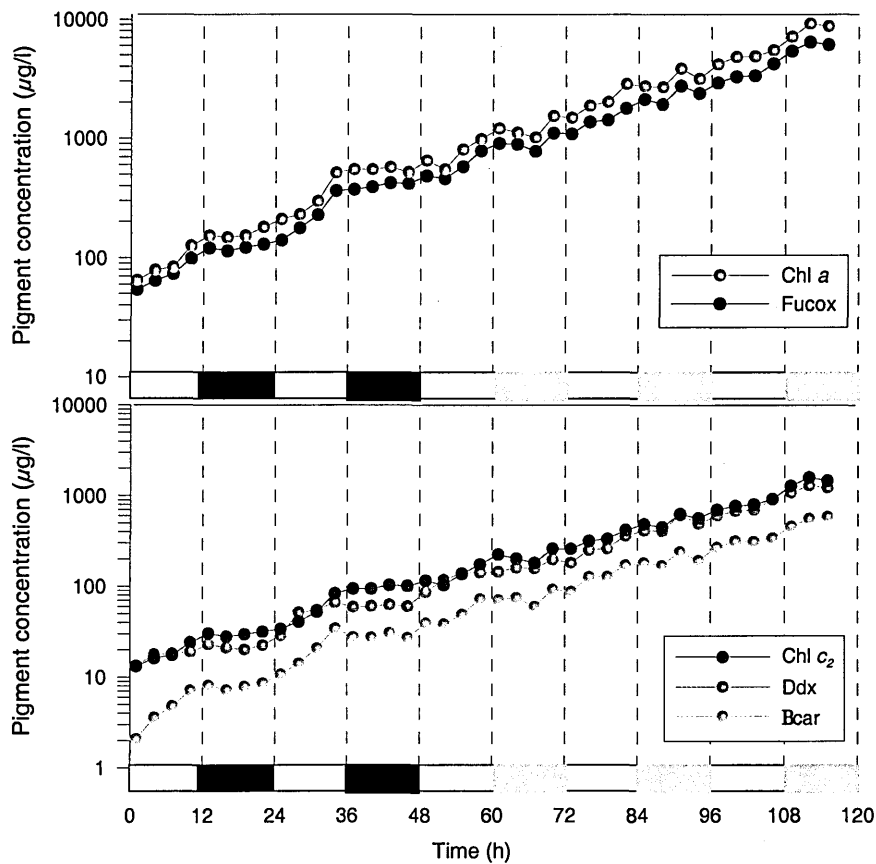 Pigment concentration (µg/l)
10000
1000
100
10
Chl a
Fucox
Pigment concentration (µg/l)
10000
1000
100
10
1
Chl c₂
Ddx
Bcar
0 12 24 36 48 60 72 84 96 108 120
Time (h)